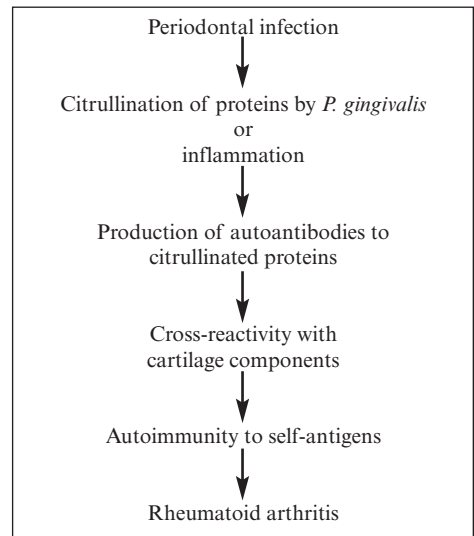 Periodontal infection
Citrullination of proteins by P. gingivalis
or
inflammation
Production of autoantibodies to
citrullinated proteins
Cross-reactivity with
cartilage components
Autoimmunity to self-antigens
Rheumatoid arthritis